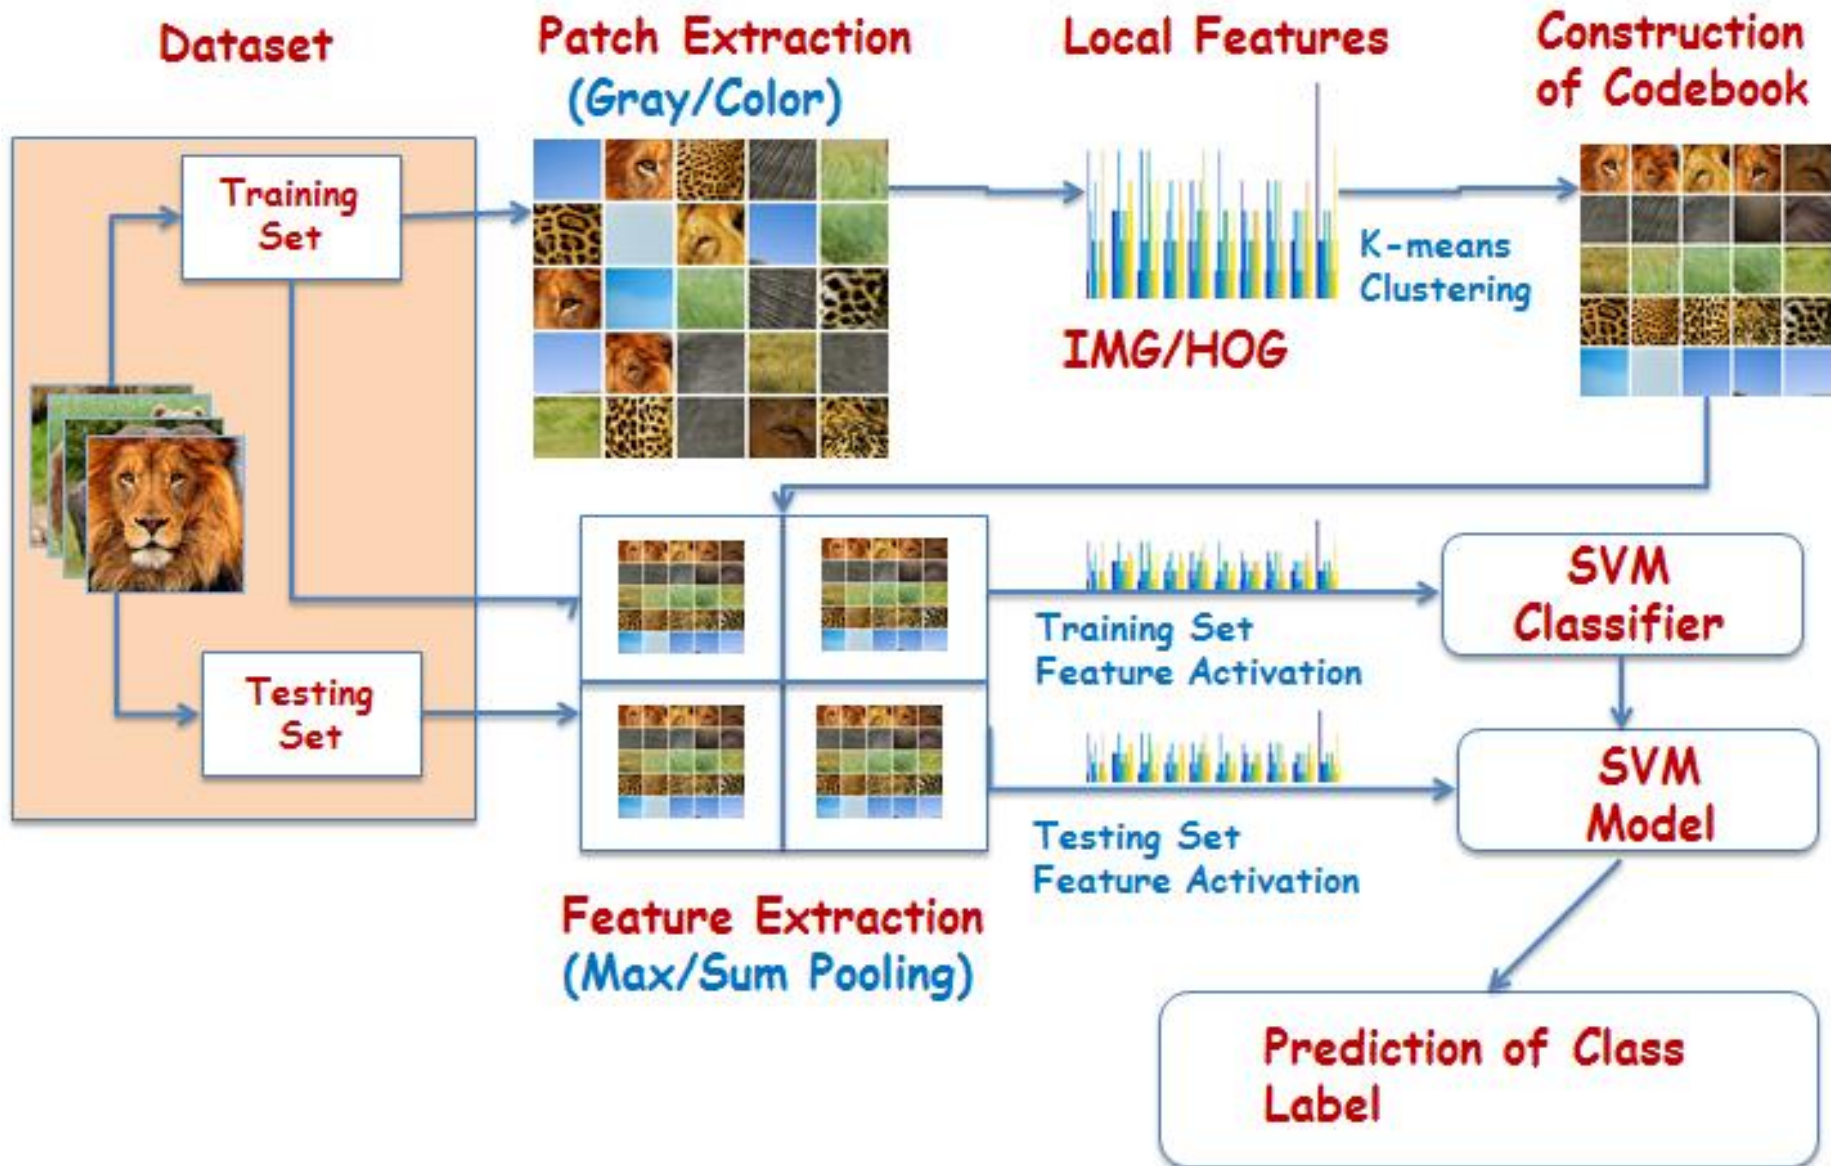 Dataset
Patch Extraction
(Gray/Color)
Local Features
Construction
of Codebook
Training
Set
K-means
Clustering
IMG/HOG
Testing
Set
Training Set
Feature Activation
SVM
Classifier
Testing Set
Feature Activation
SVM
Model
Feature Extraction
(Max/Sum Pooling)
Prediction of Class
Label